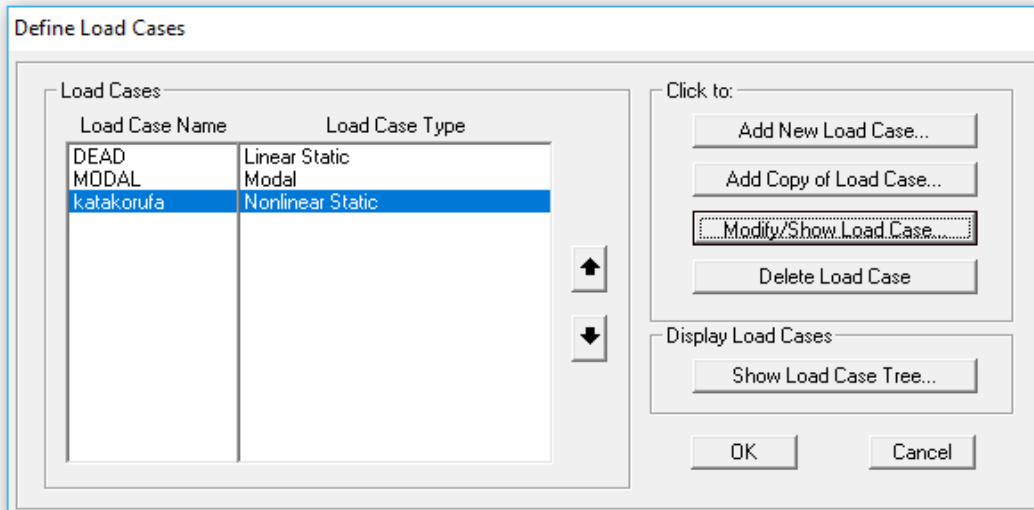 Define Load Cases
Load Cases
Load Case Name Load Case Type
DEAD Linear Static
MODAL Modal
katakorufa Nonlinear Static
Click to:
Add New Load Case...
Add Copy of Load Case...
Modify/Show Load Case...
Delete Load Case
Display Load Cases
Show Load Case Tree...
OK Cancel